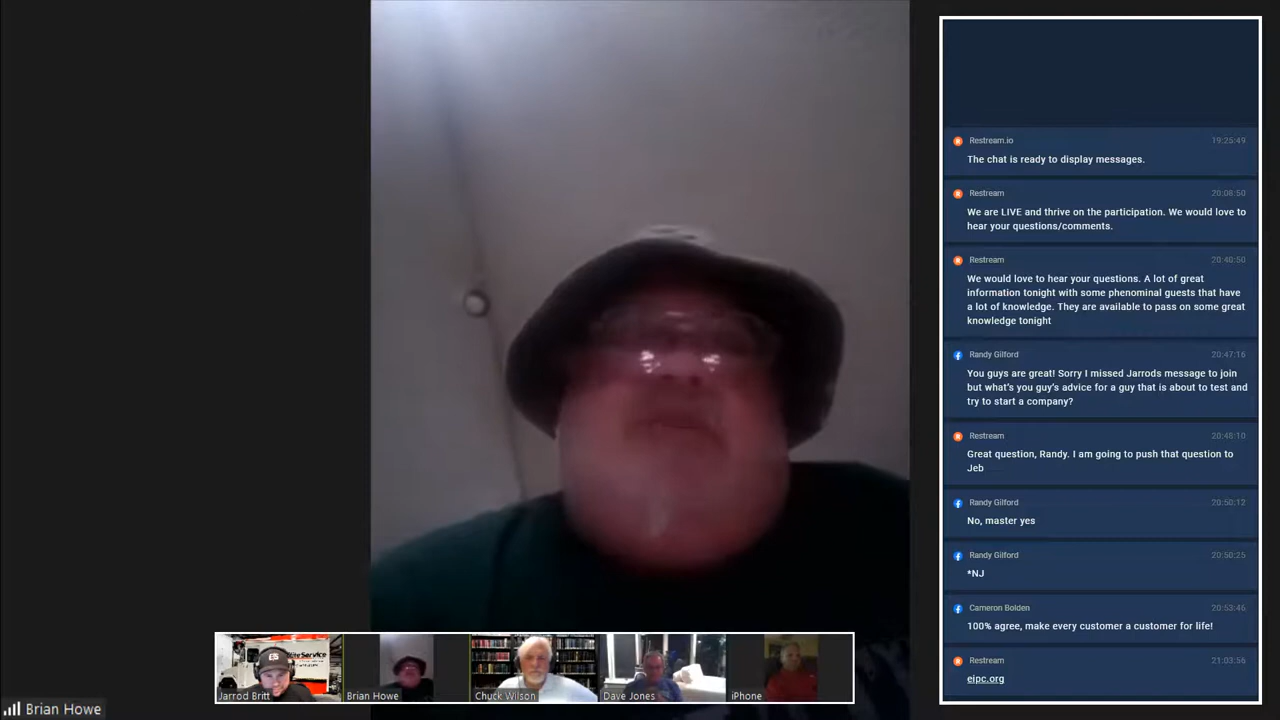 Restream.io 19:25:49
The chat is ready to display messages.
Restream 20:08:50
We are LIVE and thrive on the participation. We would love to
hear your questions/comments.
Restream 20:40:50
We would love to hear your questions. A lot of great
information tonight with some phenominal guests that have
a lot of knowledge. They are available to pass on some great
knowledge tonight
Randy Gilford 20:47:16
You guys are great! Sorry I missed Jarrods message to join
but what's you guy's advice for a guy that is about to test and
try to start a company?
Restream 20:48:10
Great question, Randy. I am going to push that question to
Jeb
Randy Gilford 20:50:12
No, master yes
Randy Gilford 20:50:25
*NJ
Cameron Bolden 20:53:46
100% agree, make every customer a customer for life!
Restream 21:03:56
eipc.org
ES
Jarrod Britt
Brian Howe
Chuck Wilson
Dave Jones
iPhone
Brian Howe